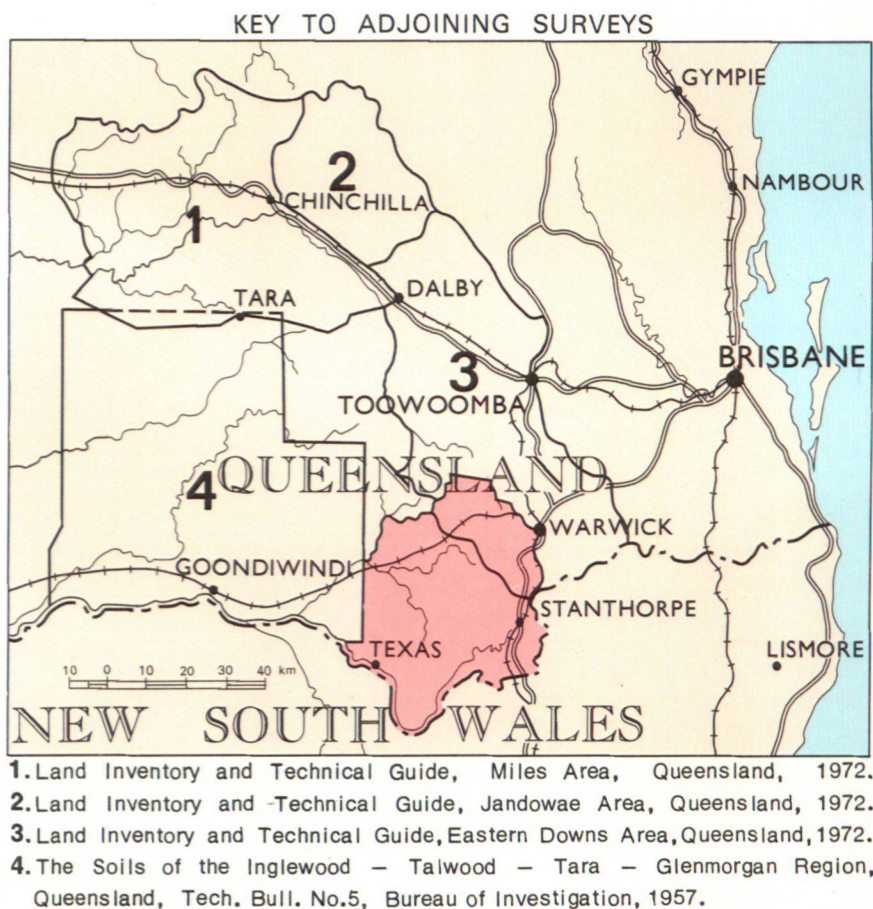 KEY TO ADJOINING SURVEYS
GYMPIE
2
NAMBOUR
CHINCHILLA
1
DALBY
TARA
3
BRISBANE
TOOWOOMBA
QUEENSLAND
4
WARWICK
GOONDIWINDI
STANTHORPE
TEXAS
LISMORE
10 0 10 20 30 40 km
NEW SOUTH WALES
1. Land Inventory and Technical Guide, Miles Area, Queensland, 1972.
2. Land Inventory and Technical Guide, Jandowae Area, Queensland, 1972.
3. Land Inventory and Technical Guide, Eastern Downs Area, Queensland, 1972.
4. The Soils of the Inglewood – Talwood – Tara – Glenmorgan Region,
Queensland, Tech. Bull. No.5, Bureau of Investigation, 1957.